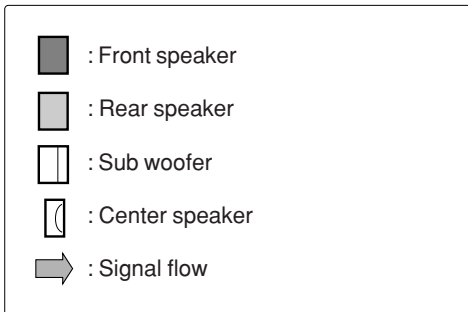 : Front speaker
: Rear speaker
: Sub woofer
: Center speaker
: Signal flow